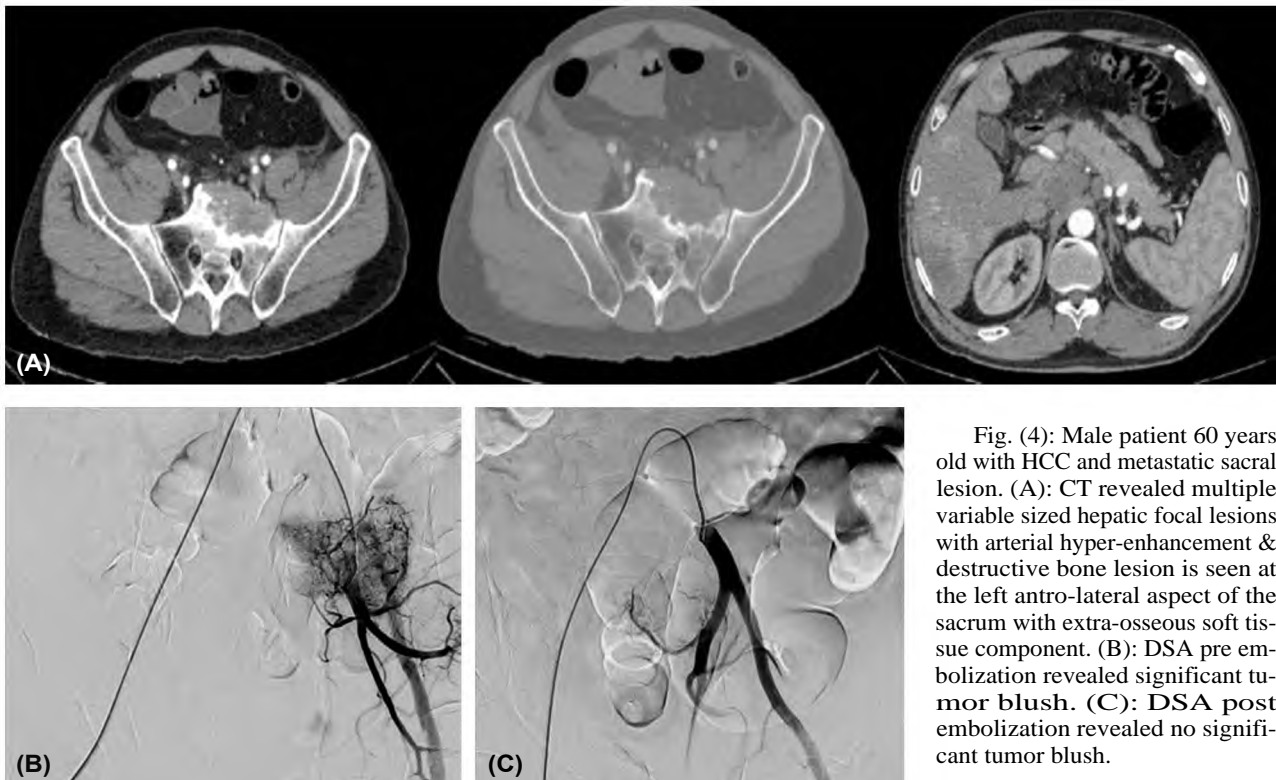 (A)
(B)
(C)
Fig. (4): Male patient 60 years
old with HCC and metastatic sacral
lesion. (A): CT revealed multiple
variable sized hepatic focal lesions
with arterial hyper-enhancement &
destructive bone lesion is seen at
the left antro-lateral aspect of the
sacrum with extra-osseous soft tis-
sue component. (B): DSA pre em-
bolization revealed significant tu-
mor blush. (C): DSA post
embolization revealed no signifi-
cant tumor blush.